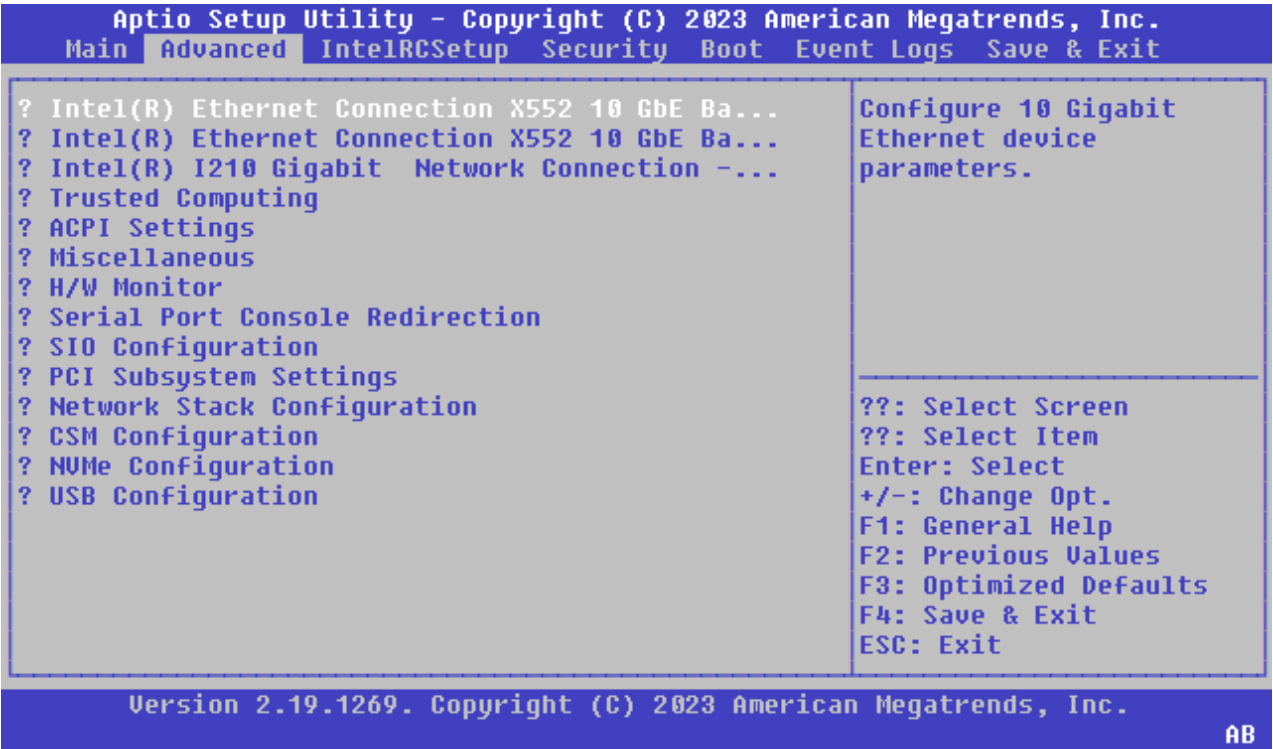 Aptio Setup Utility - Copyright (C) 2023 American Megatrends, Inc.
Main Advanced IntelRCSetup Security Boot Event Logs Save & Exit
? Intel(R) Ethernet Connection X552 10 GbE Ba...
? Intel(R) Ethernet Connection X552 10 GbE Ba...
? Intel(R) I210 Gigabit  Network Connection -...
? Trusted Computing
? ACPI Settings
? Miscellaneous
? H/W Monitor
? Serial Port Console Redirection
? SIO Configuration
? PCI Subsystem Settings
? Network Stack Configuration
? CSM Configuration
? NVMe Configuration
? USB Configuration
Configure 10 Gigabit
Ethernet device
parameters.
??: Select Screen
??: Select Item
Enter: Select
+/-: Change Opt.
F1: General Help
F2: Previous Values
F3: Optimized Defaults
F4: Save & Exit
ESC: Exit
Version 2.19.1269. Copyright (C) 2023 American Megatrends, Inc.
AB